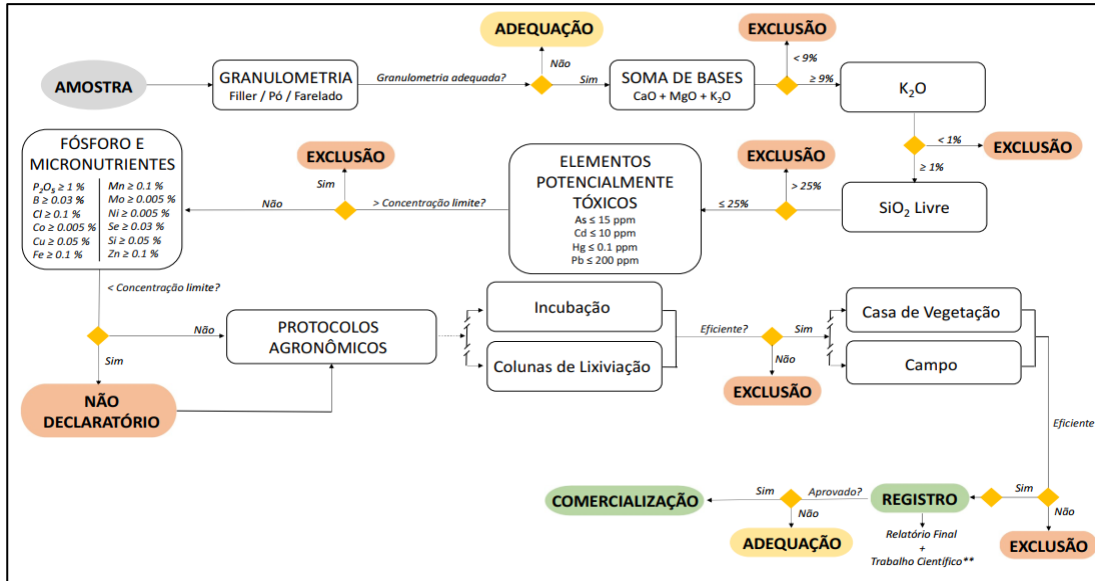 AMOSTRA
GRANULOMETRIA
Filler / Pó / Farelado
Granulometria adequada?
ADEQUAÇÃO
Não
Sim
SOMA DE BASES
CaO + MgO + K₂O
EXCLUSÃO
< 9%
≥ 9%
K₂O
< 1%
EXCLUSÃO
≥ 1%
SiO₂ Livre
EXCLUSÃO
> 25%
≤ 25%
ELEMENTOS
POTENCIALMENTE
TÓXICOS
As ≤ 15 ppm
Cd ≤ 10 ppm
Hg ≤ 0.1 ppm
Pb ≤ 200 ppm
> Concentração limite?
EXCLUSÃO
Sim
Não
FÓSFORO E
MICRONUTRIENTES
P₂O₅ ≥ 1 %
B ≥ 0.03 %
Cl ≥ 0.1 %
Co ≥ 0.005 %
Cu ≥ 0.05 %
Fe ≥ 0.1 %
Mn ≥ 0.1 %
Mo ≥ 0.005 %
Ni ≥ 0.005 %
Se ≥ 0.03 %
Si ≥ 0.05 %
Zn ≥ 0.1 %
< Concentração limite?
Não
Sim
NÃO
DECLARATÓRIO
PROTOCOLOS
AGRONÔMICOS
Incubação
Colunas de Lixiviação
Eficiente?
Sim
Não
EXCLUSÃO
Casa de Vegetação
Campo
Eficiente?
Sim
Não
EXCLUSÃO
REGISTRO
Relatório Final
+
Trabalho Científico**
Aprovado?
Sim
Não
COMERCIALIZAÇÃO
ADEQUAÇÃO